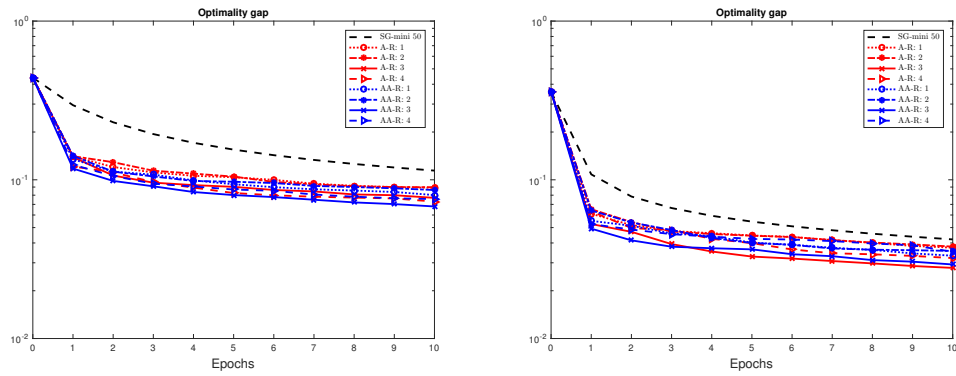 Optimality gap
10^0
10^-1
10^-2
SG-mini 50
A-R: 1
A-R: 2
A-R: 3
A-R: 4
AA-R: 1
AA-R: 2
AA-R: 3
AA-R: 4
0 1 2 3 4 5 6 7 8 9 10
Epochs
Optimality gap
10^0
10^-1
10^-2
SG-mini 50
A-R: 1
A-R: 2
A-R: 3
A-R: 4
AA-R: 1
AA-R: 2
AA-R: 3
AA-R: 4
0 1 2 3 4 5 6 7 8 9 10
Epochs